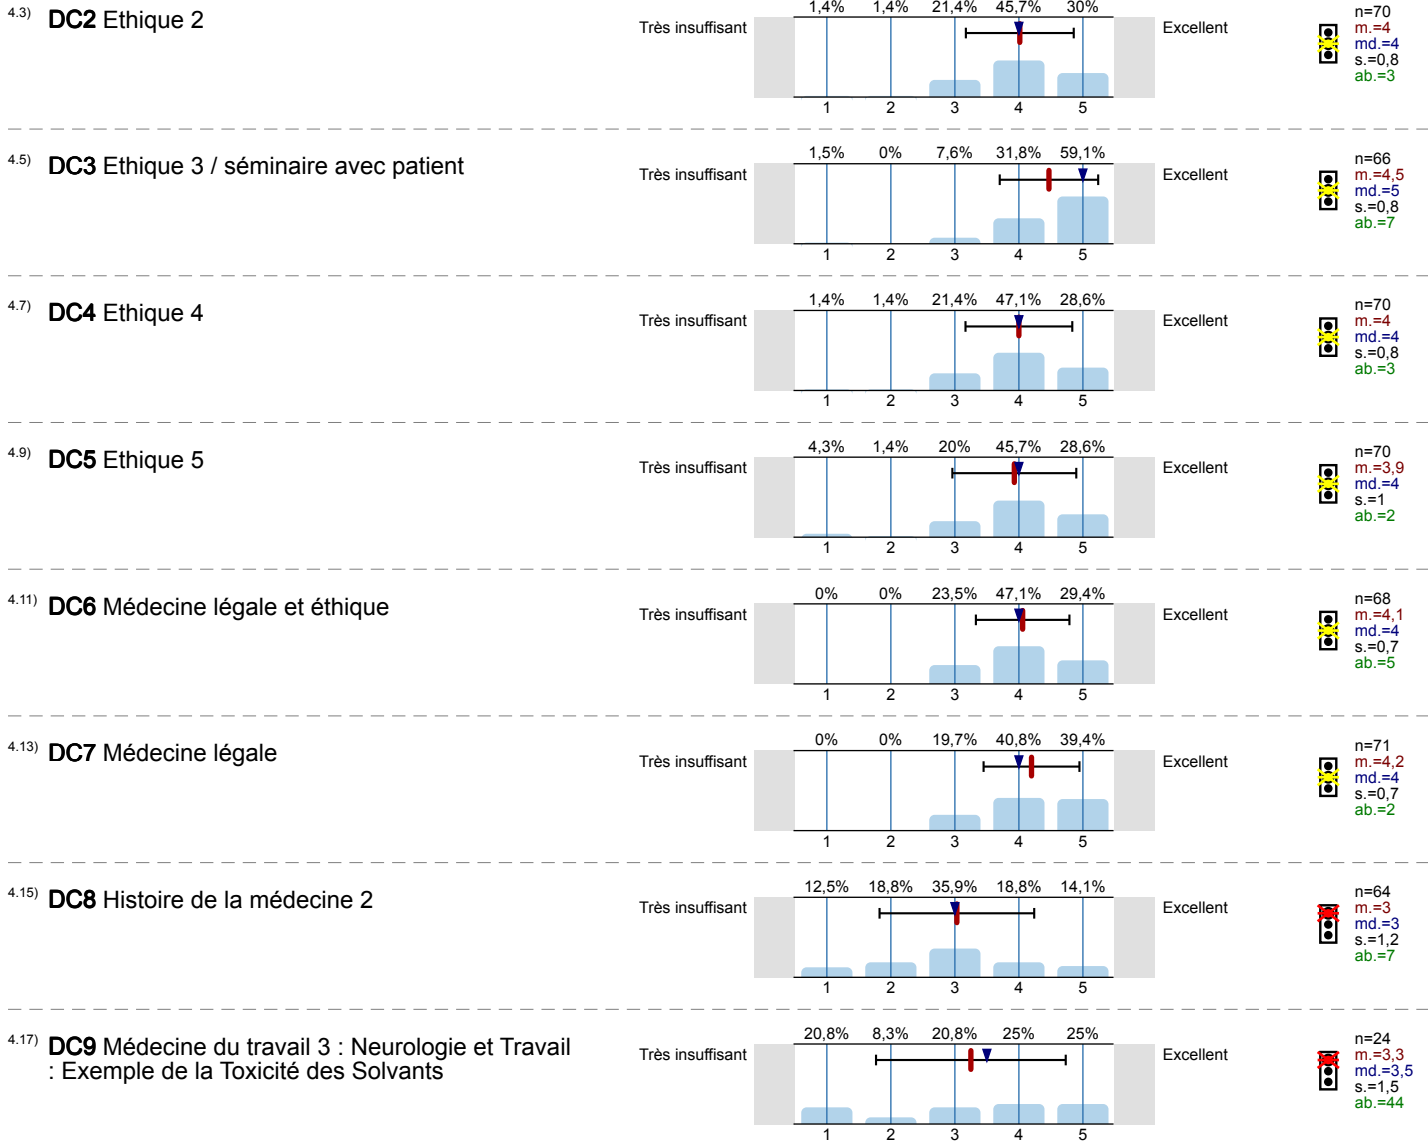 4.3) DC2 Ethique 2
Très insuffisant
1,4% 1,4% 21,4% 45,7% 30%
1 2 3 4 5
Excellent
n=70
m.=4
md.=4
s.=0,8
ab.=3
4.5) DC3 Ethique 3 / séminaire avec patient
Très insuffisant
1,5% 0% 7,6% 31,8% 59,1%
1 2 3 4 5
Excellent
n=66
m.=4,5
md.=5
s.=0,8
ab.=7
4.7) DC4 Ethique 4
Très insuffisant
1,4% 1,4% 21,4% 47,1% 28,6%
1 2 3 4 5
Excellent
n=70
m.=4
md.=4
s.=0,8
ab.=3
4.9) DC5 Ethique 5
Très insuffisant
4,3% 1,4% 20% 45,7% 28,6%
1 2 3 4 5
Excellent
n=70
m.=3,9
md.=4
s.=1
ab.=2
4.11) DC6 Médecine légale et éthique
Très insuffisant
0% 0% 23,5% 47,1% 29,4%
1 2 3 4 5
Excellent
n=68
m.=4,1
md.=4
s.=0,7
ab.=5
4.13) DC7 Médecine légale
Très insuffisant
0% 0% 19,7% 40,8% 39,4%
1 2 3 4 5
Excellent
n=71
m.=4,2
md.=4
s.=0,7
ab.=2
4.15) DC8 Histoire de la médecine 2
Très insuffisant
12,5% 18,8% 35,9% 18,8% 14,1%
1 2 3 4 5
Excellent
n=64
m.=3
md.=3
s.=1,2
ab.=7
4.17) DC9 Médecine du travail 3 : Neurologie et Travail
: Exemple de la Toxicité des Solvants
Très insuffisant
20,8% 8,3% 20,8% 25% 25%
1 2 3 4 5
Excellent
n=24
m.=3,3
md.=3,5
s.=1,5
ab.=44